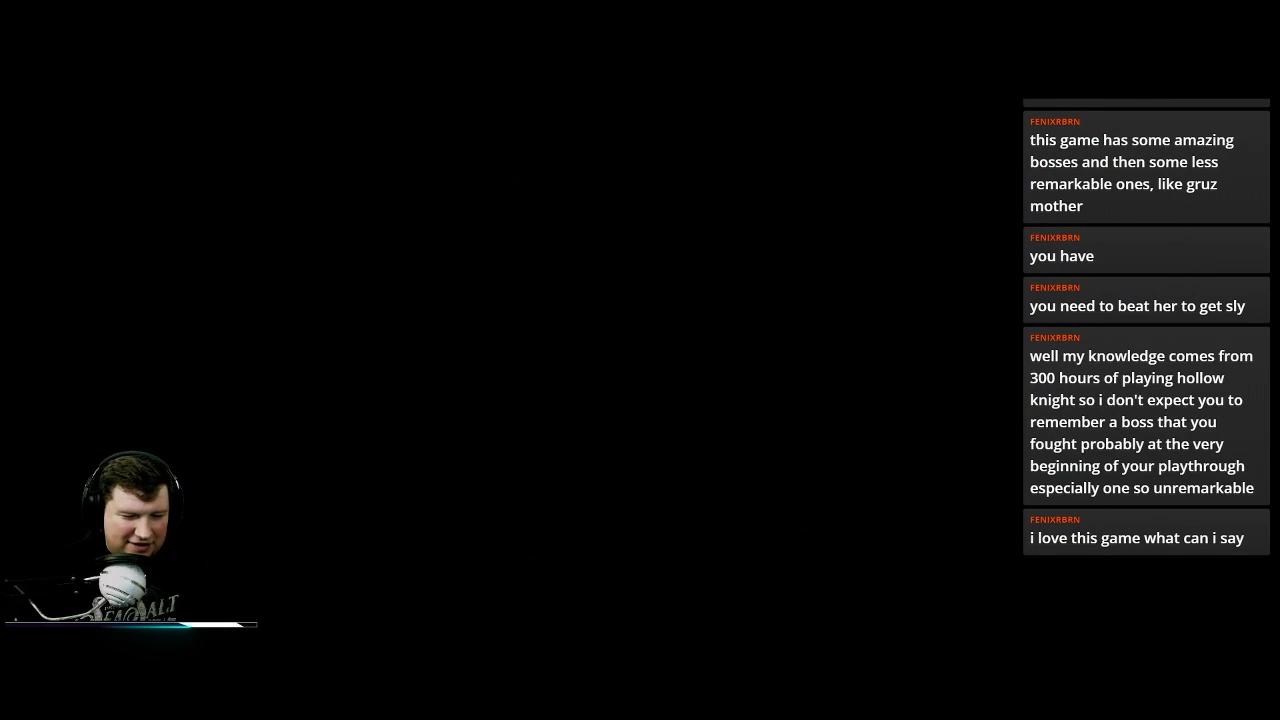 FENIXRBRN
this game has some amazing
bosses and then some less
remarkable ones, like gruz
mother
FENIXRBRN
you have
FENIXRBRN
you need to beat her to get sly
FENIXRBRN
well my knowledge comes from
300 hours of playing hollow
knight so i don't expect you to
remember a boss that you
fought probably at the very
beginning of your playthrough
especially one so unremarkable
FENIXRBRN
i love this game what can i say